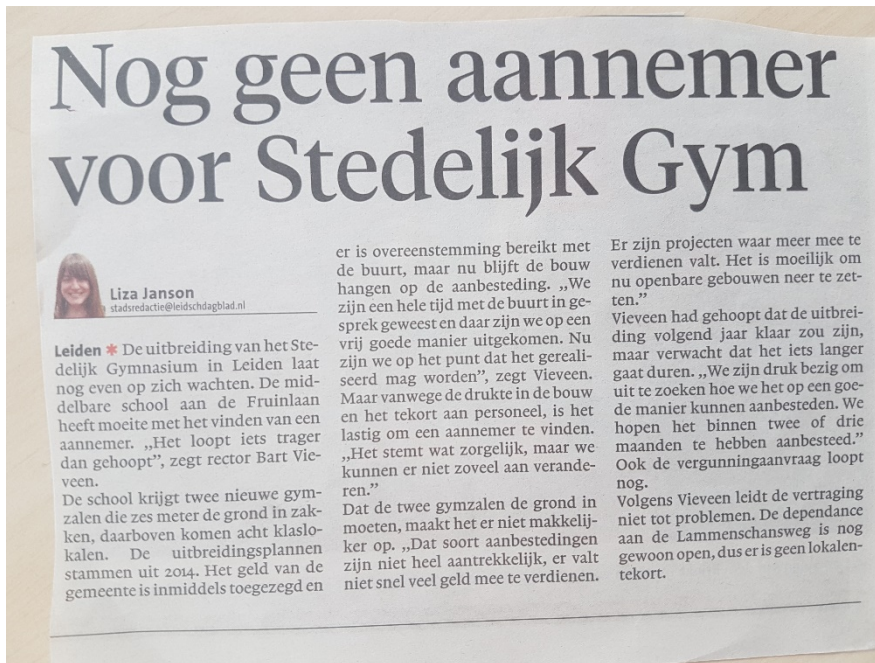 Nog geen aannemer
voor Stedelijk Gym
Liza Janson
stadsredactie@leidschdagblad.nl
Leiden * De uitbreiding van het Ste-
delijk Gymnasium in Leiden laat
nog even op zich wachten. De mid-
delbare school aan de Fruinlaan
heeft moeite met het vinden van een
aannemer. „Het loopt iets trager
dan gehoopt”, zegt rector Bart Vie-
veen.
De school krijgt twee nieuwe gym-
zalen die zes meter de grond in zak-
ken, daarboven komen acht klaslo-
kalen. De uitbreidingsplannen
stammen uit 2014. Het geld van de
gemeente is inmiddels toegezegd en
er is overeenstemming bereikt met
de buurt, maar nu blijft de bouw
hangen op de aanbesteding. „We
zijn een hele tijd met de buurt in ge-
sprek geweest en daar zijn we op een
vrij goede manier uitgekomen. Nu
zijn we op het punt dat het gereali-
seerd mag worden”, zegt Vieveen.
Maar vanwege de drukte in de bouw
en het tekort aan personeel, is het
lastig om een aannemer te vinden.
„Het stemt wat zorgelijk, maar we
kunnen er niet zoveel aan verande-
ren.”
Dat de twee gymzalen de grond in
moeten, maakt het er niet makkelij-
ker op. „Dat soort aanbestedingen
zijn niet heel aantrekkelijk, er valt
niet snel veel geld mee te verdienen.
Er zijn projecten waar meer mee te
verdienen valt. Het is moeilijk om
nu openbare gebouwen neer te zet-
ten.”
Vieveen had gehoopt dat de uitbrei-
ding volgend jaar klaar zou zijn,
maar verwacht dat het iets langer
gaat duren. „We zijn druk bezig om
uit te zoeken hoe we het op een goe-
de manier kunnen aanbesteden. We
hopen het binnen twee of drie
maanden te hebben aanbesteed.”
Ook de vergunningaanvraag loopt
nog.
Volgens Vieveen leidt de vertraging
niet tot problemen. De dependance
aan de Lammenschansweg is nog
gewoon open, dus er is geen lokalen-
tekort.